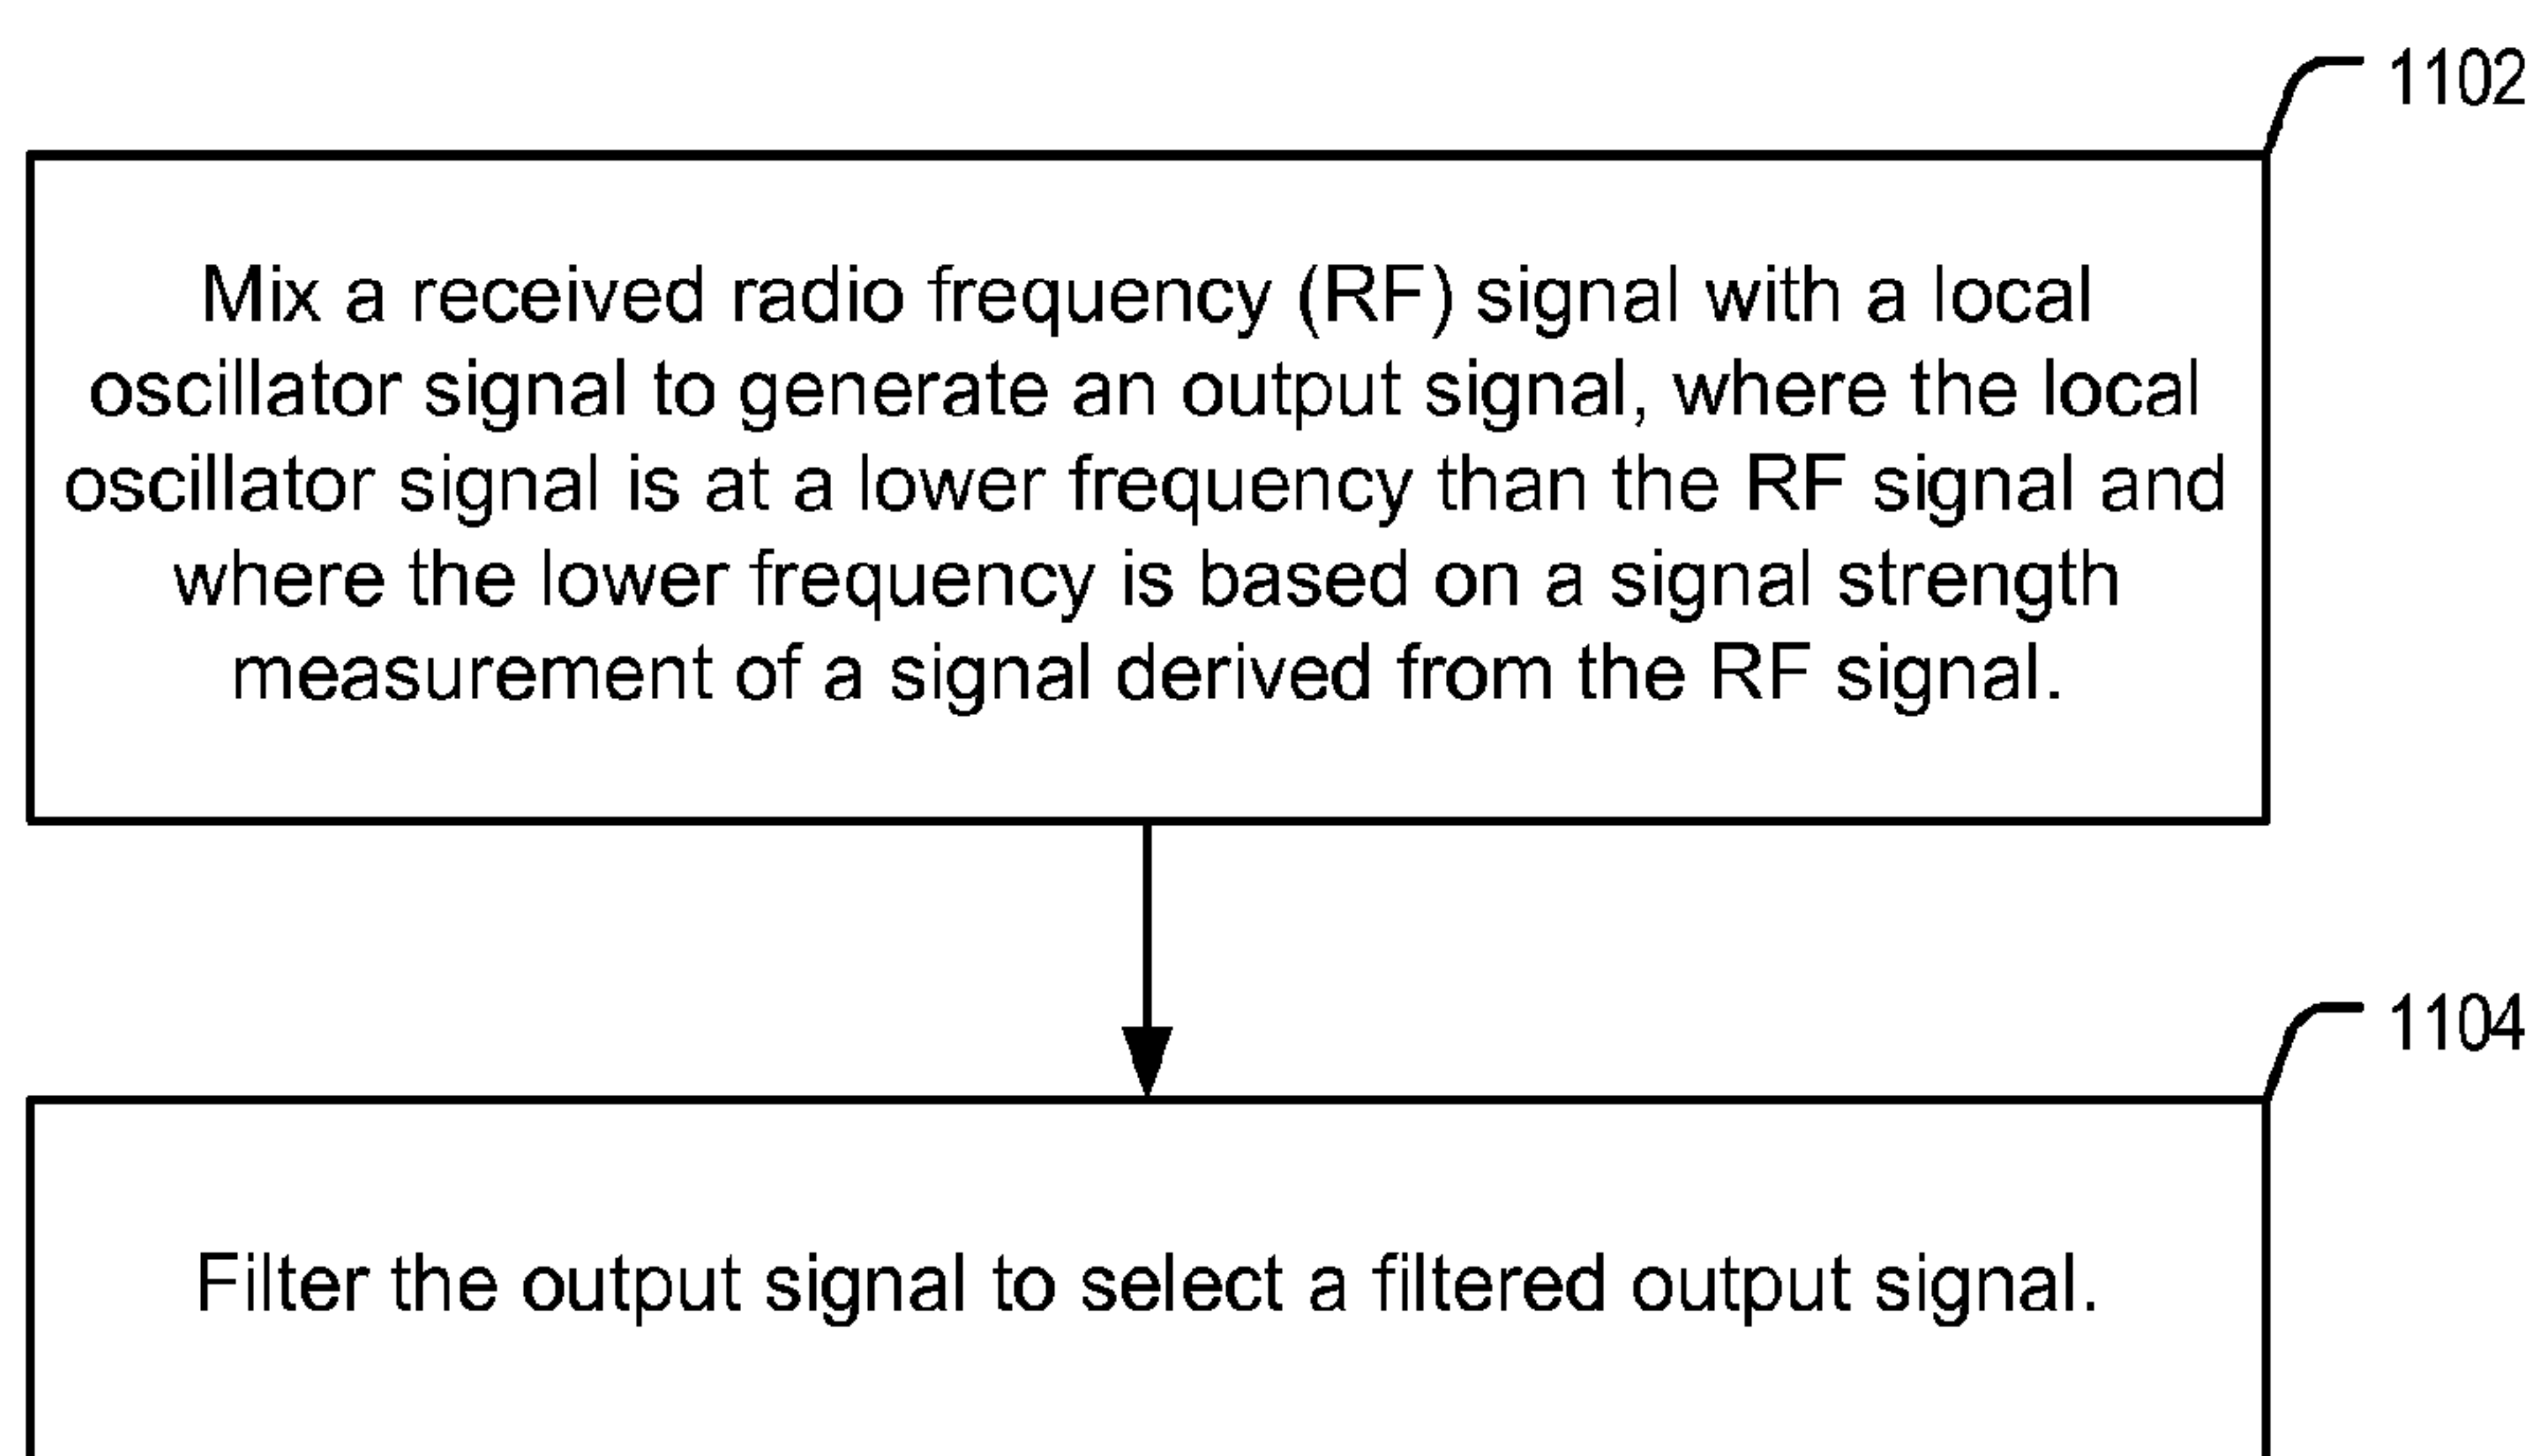 1102
Mix a received radio frequency (RF) signal with a local
oscillator signal to generate an output signal, where the local
oscillator signal is at a lower frequency than the RF signal and
where the lower frequency is based on a signal strength
measurement of a signal derived from the RF signal.
1104
Filter the output signal to select a filtered output signal.